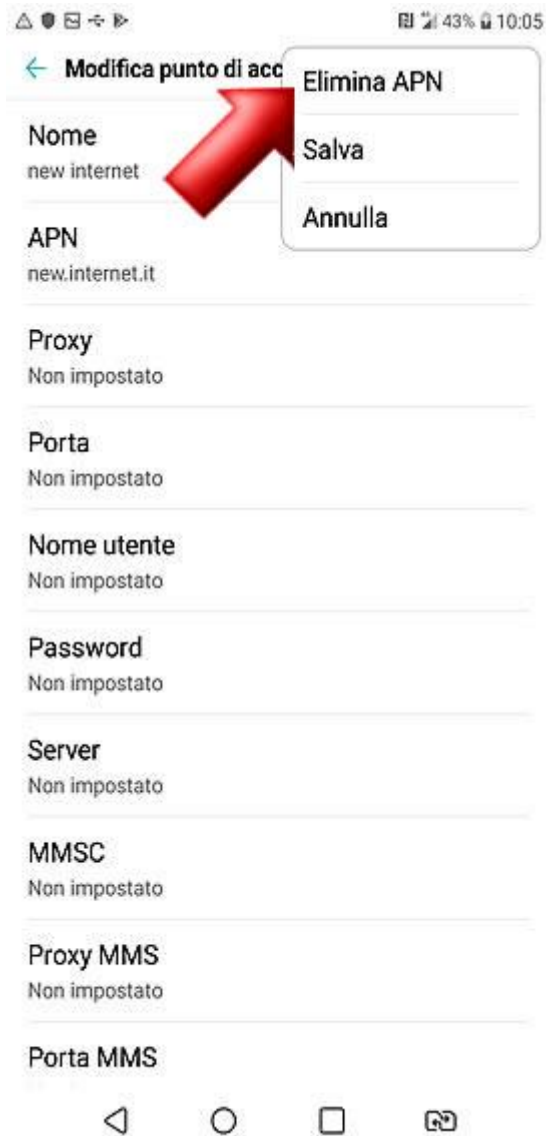 43% 10:05
Modifica punto di acc
Elimina APN
Salva
Annulla
Nome
new internet
APN
new.internet.it
Proxy
Non impostato
Porta
Non impostato
Nome utente
Non impostato
Password
Non impostato
Server
Non impostato
MMSC
Non impostato
Proxy MMS
Non impostato
Porta MMS